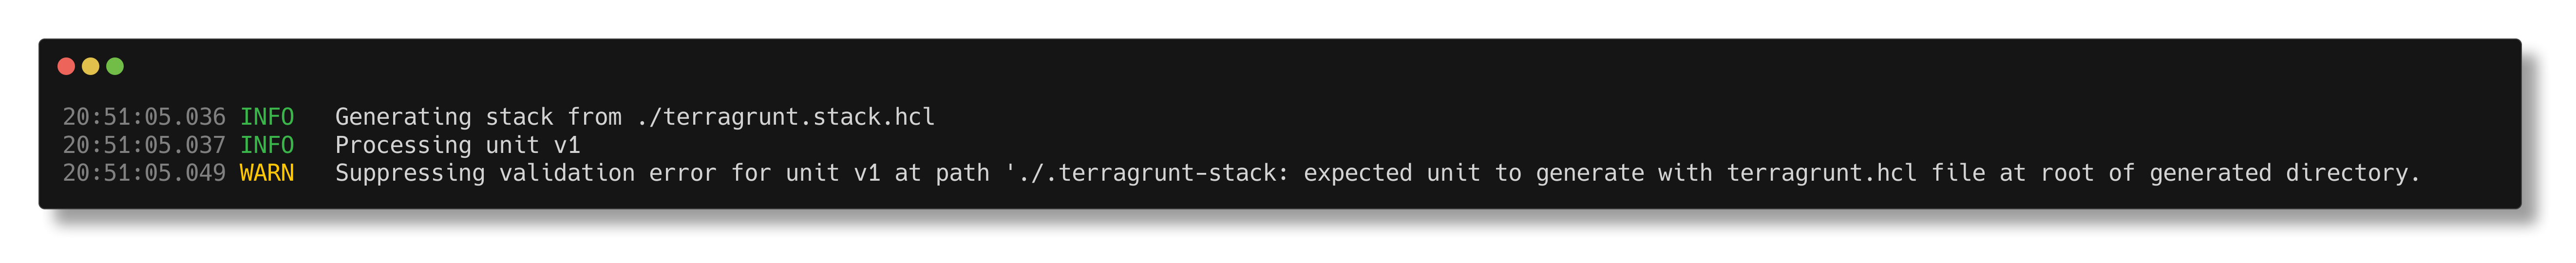 20:51:05.036 INFO   Generating stack from ./terragrunt.stack.hcl
20:51:05.037 INFO   Processing unit v1
20:51:05.049 WARN   Suppressing validation error for unit v1 at path './.terragrunt-stack: expected unit to generate with terragrunt.hcl file at root of generated directory.